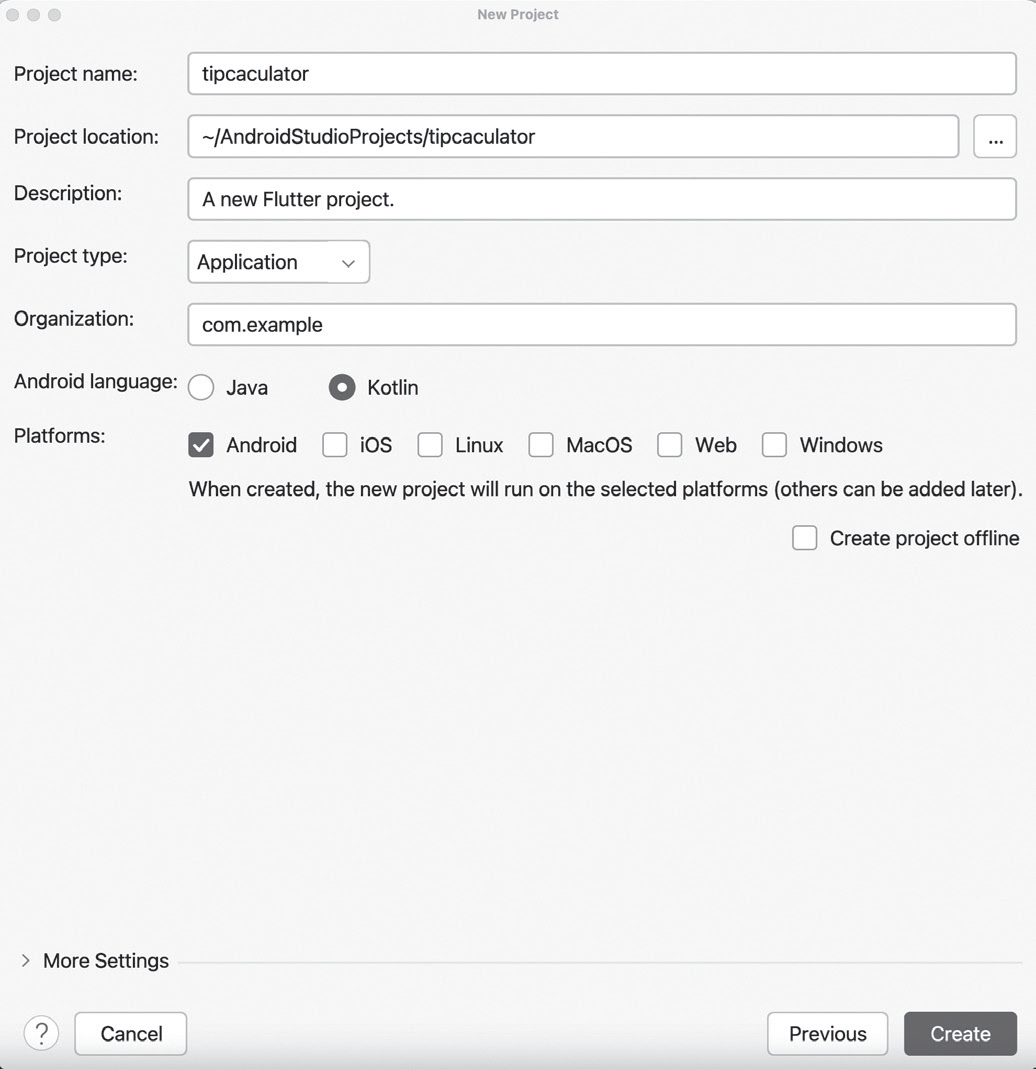 New Project
Project name: tipcaculator
Project location: ~/AndroidStudioProjects/tipcaculator ...
Description: A new Flutter project.
Project type: Application
Organization: com.example
Android language: Java Kotlin
Platforms: Android iOS Linux MacOS Web Windows
When created, the new project will run on the selected platforms (others can be added later).
Create project offline
More Settings
? Cancel Previous Create